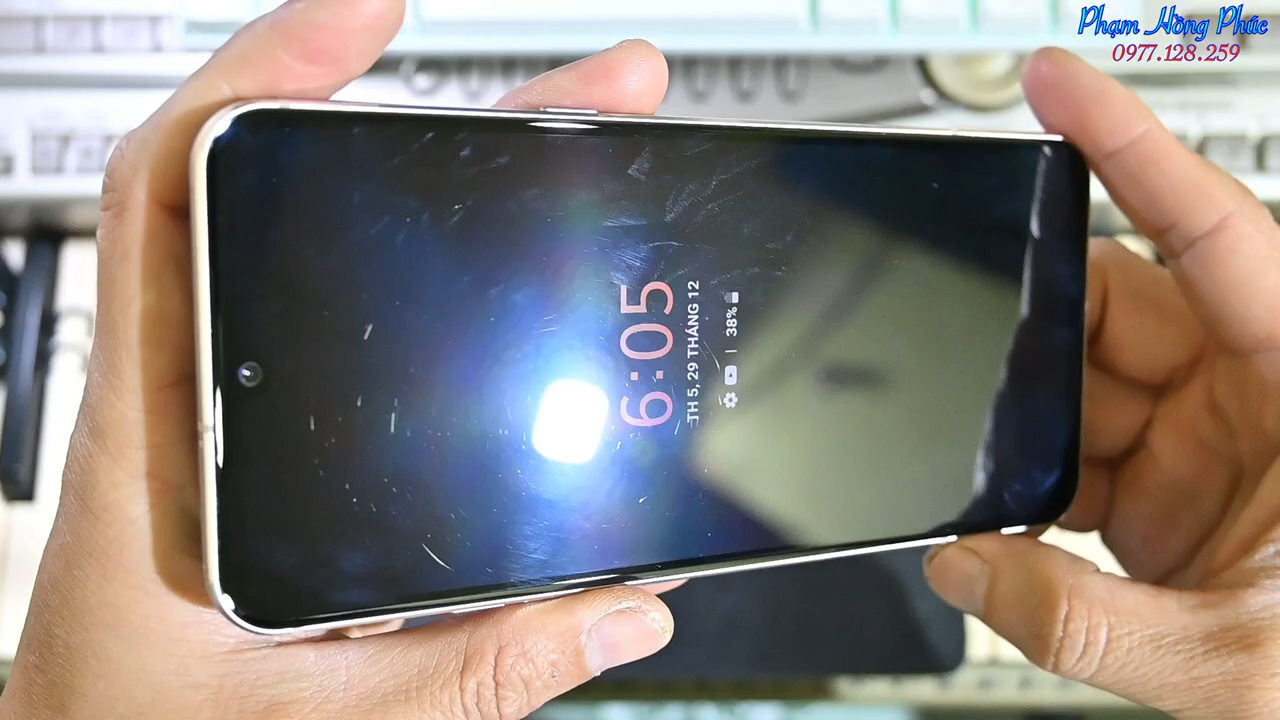 Phạm Hồng Phúc
0977.128.259
6:05
TH 5, 29 THÁNG 12
38%